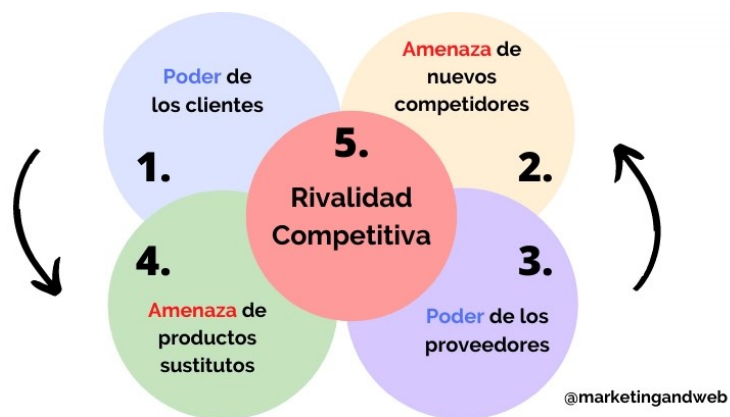 Poder de
los clientes
1.
Amenaza de
nuevos
competidores
2.
5.
Rivalidad
Competitiva
4.
Amenaza de
productos
sustitutos
3.
Poder de los
proveedores
@marketingandweb